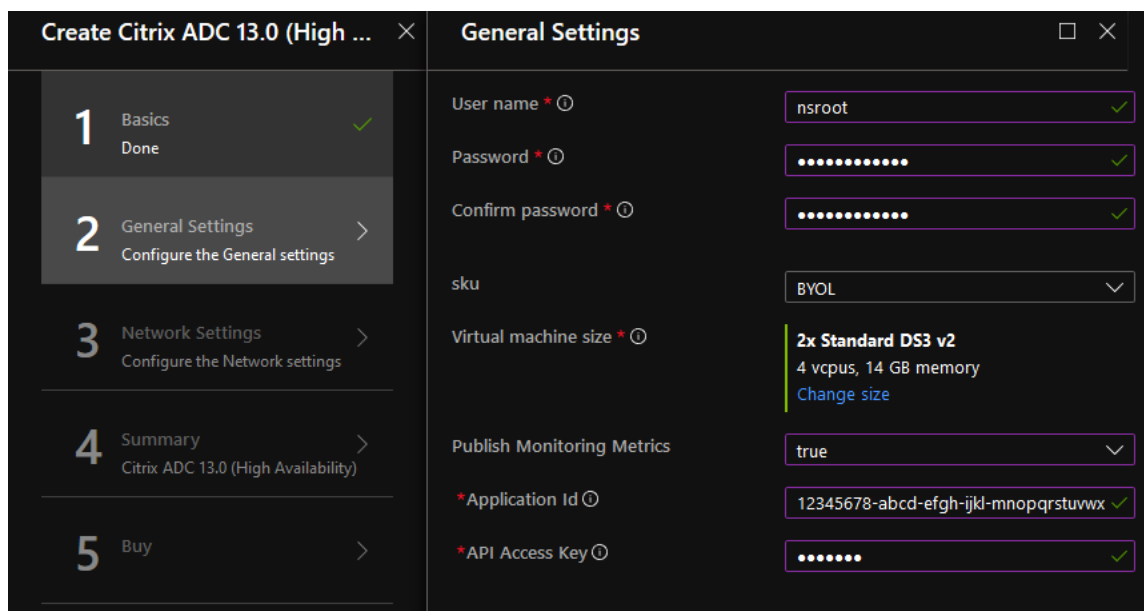 Create Citrix ADC 13.0 (High ...
1
Basics
Done
2
General Settings
Configure the General settings
3
Network Settings
Configure the Network settings
4
Summary
Citrix ADC 13.0 (High Availability)
5
Buy
General Settings
User name *
nsroot
Password *
••••••••••••
Confirm password *
••••••••••••
sku
BYOL
Virtual machine size *
2x Standard DS3 v2
4 vcpus, 14 GB memory
Change size
Publish Monitoring Metrics
true
*Application Id
12345678-abcd-efgh-ijkl-mnopqrstuvwx
*API Access Key
•••••••